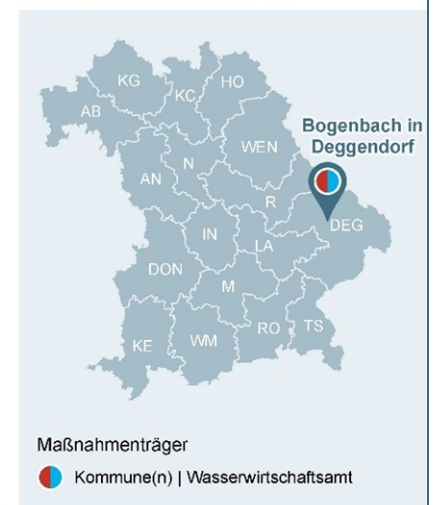 KG
HO
KC
AB
Bogenbach in
Deggendorf
WEN
N
AN
R
DEG
IN
LA
DON
M
RO
TS
WM
KE
Maßnahmenträger
Kommune(n) | Wasserwirtschaftsamt